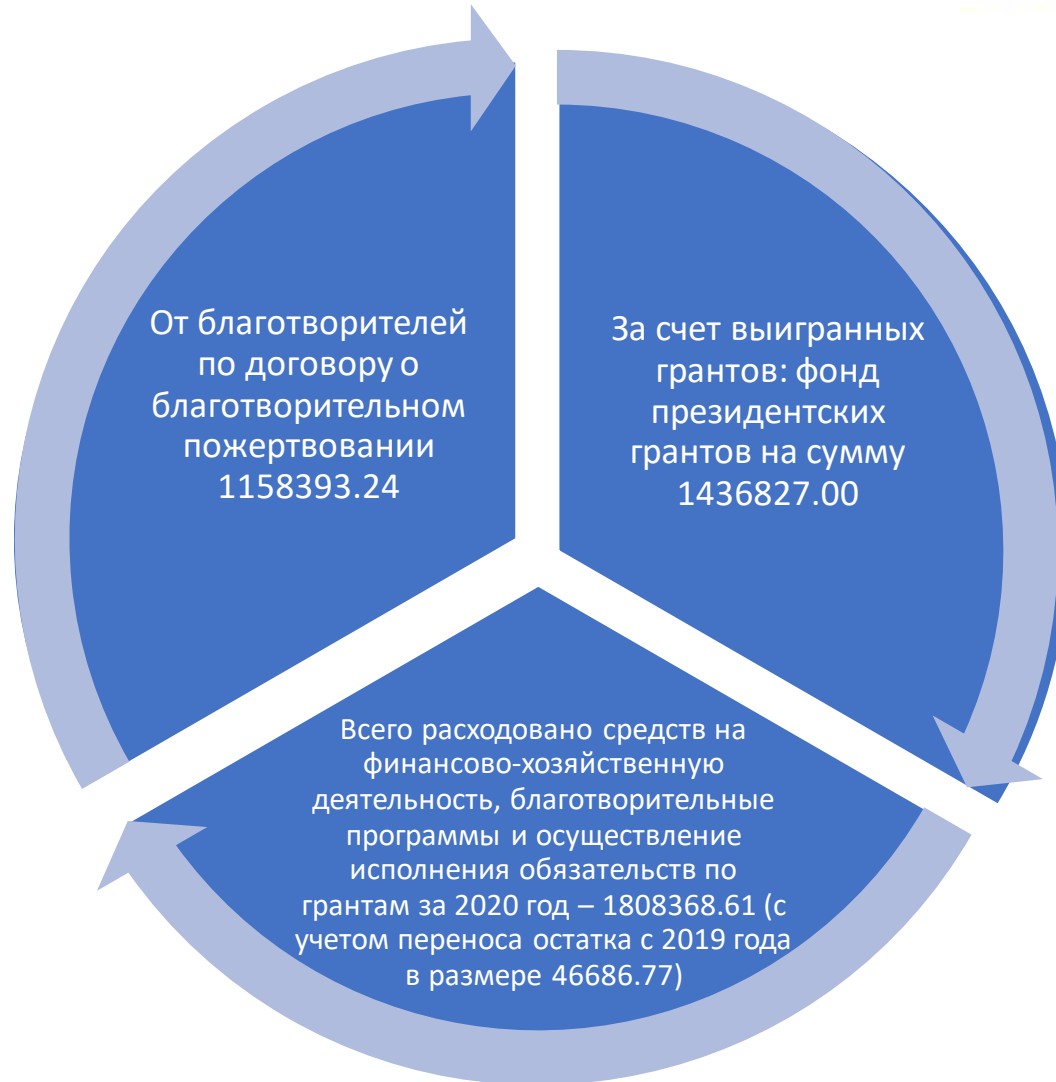 От благотворителей
по договору о
благотворительном
пожертвовании
1158393.24
За счет выигранных
грантов: фонд
президентских
грантов на сумму
1436827.00
Всего расходовано средств на
финансово-хозяйственную
деятельность, благотворительные
программы и осуществление
исполнения обязательств по
грантам за 2020 год – 1808368.61 (с
учетом переноса остатка с 2019 года
в размере 46686.77)